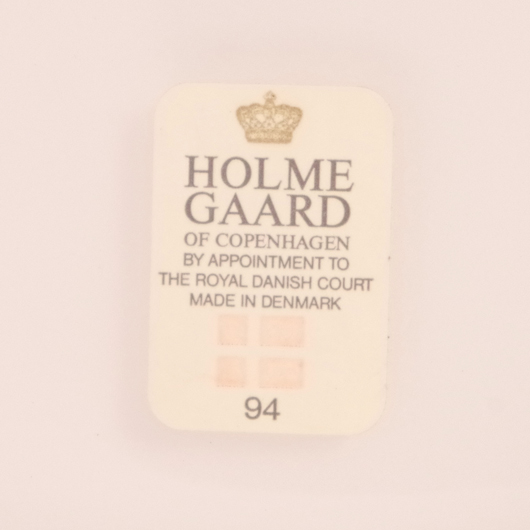 HOLME
GAARD
OF COPENHAGEN
BY APPOINTMENT TO
THE ROYAL DANISH COURT
MADE IN DENMARK
94